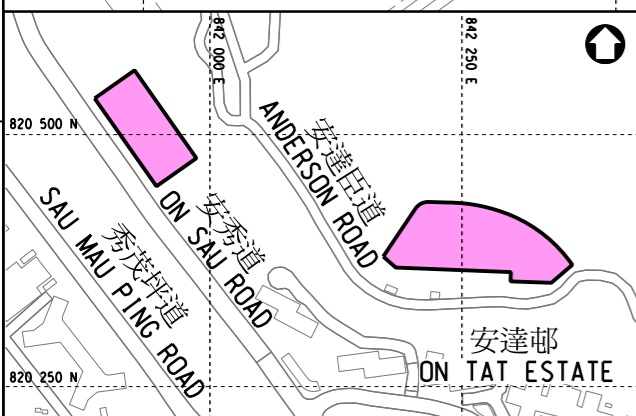 842 000 E
842 250 E
820 500 N
安達臣道
ANDERSON ROAD
安秀道
ON SAU ROAD
秀茂坪道
SAU MAU PING ROAD
安達邨
ON TAT ESTATE
820 250 N